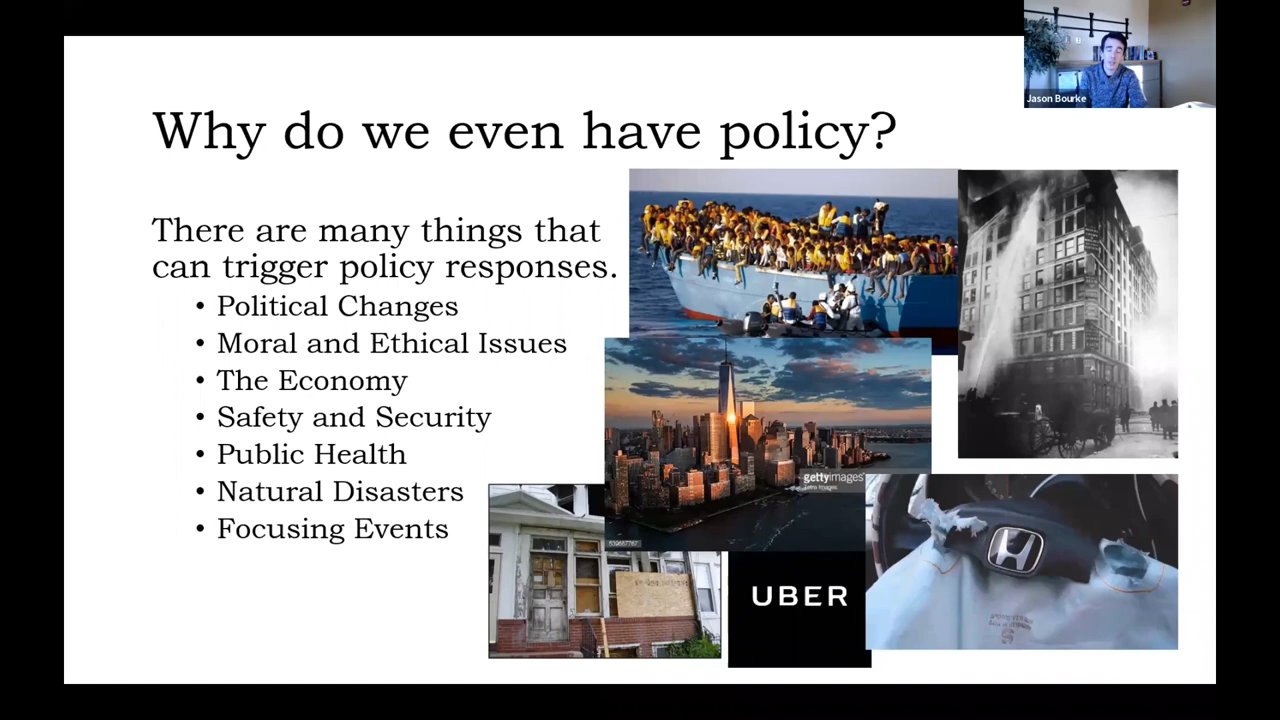 Jason Bourke
Why do we even have policy?
There are many things that
can trigger policy responses.
• Political Changes
• Moral and Ethical Issues
• The Economy
• Safety and Security
• Public Health
• Natural Disasters
• Focusing Events
gettyimages
UBER